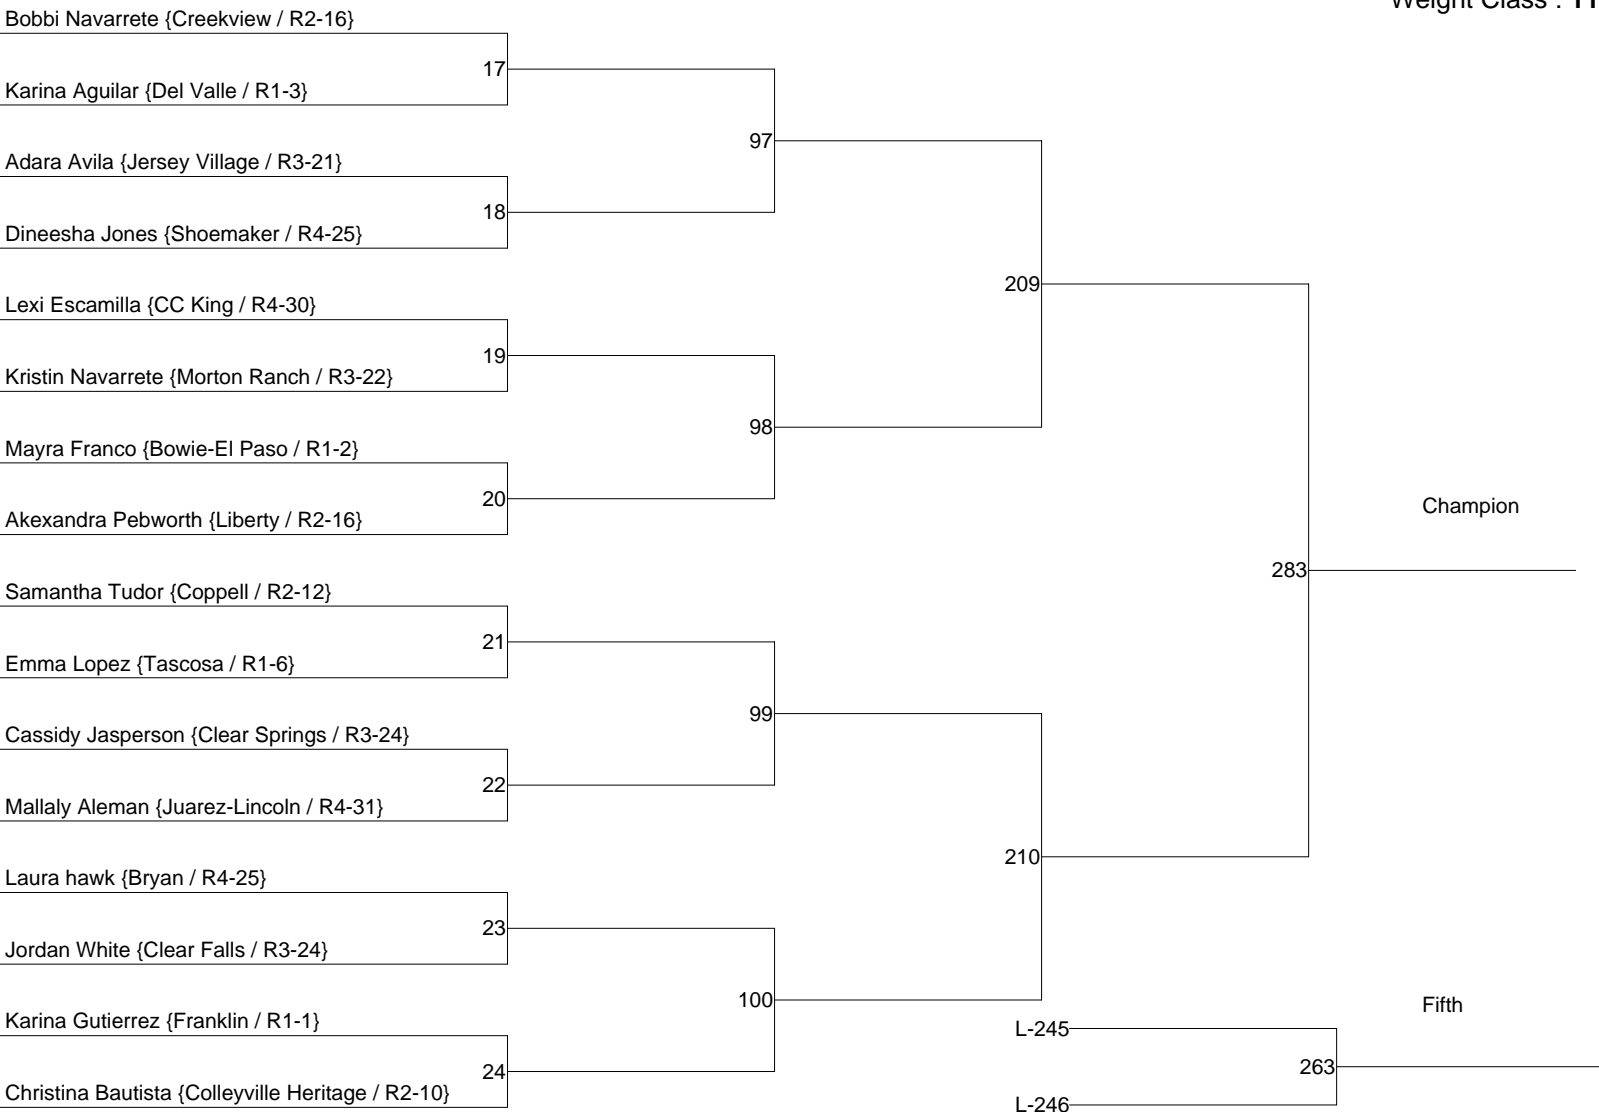 Weight Class :
Bobbi Navarrete {Creekview / R2-16}
17
Karina Aguilar {Del Valle / R1-3}
97
Adara Avila {Jersey Village / R3-21}
18
Dineesha Jones {Shoemaker / R4-25}
209
Lexi Escamilla {CC King / R4-30}
19
Kristin Navarrete {Morton Ranch / R3-22}
98
Mayra Franco {Bowie-El Paso / R1-2}
20
Akexandra Pebworth {Liberty / R2-16}
Champion
283
Samantha Tudor {Coppell / R2-12}
21
Emma Lopez {Tascosa / R1-6}
99
Cassidy Jasperson {Clear Springs / R3-24}
22
Mallaly Aleman {Juarez-Lincoln / R4-31}
210
Laura hawk {Bryan / R4-25}
23
Jordan White {Clear Falls / R3-24}
100
Fifth
Karina Gutierrez {Franklin / R1-1}
L-245
24
263
Christina Bautista {Colleyville Heritage / R2-10}
L-246